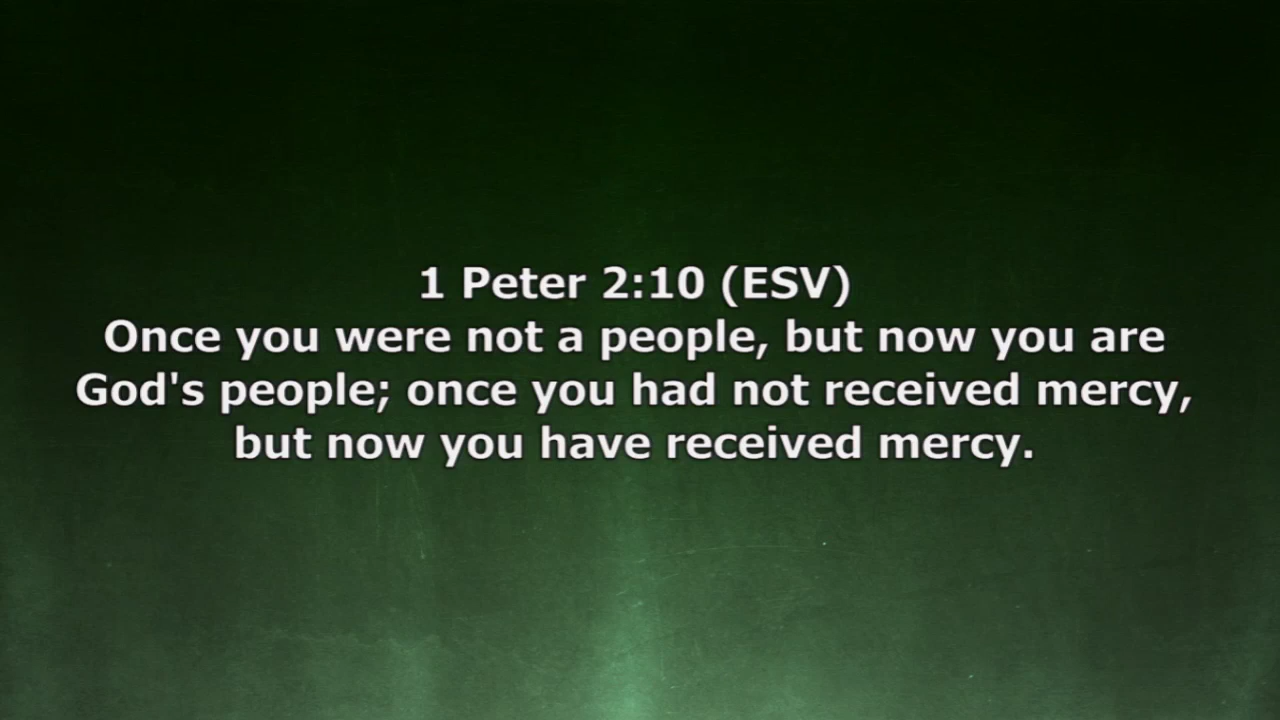 1 Peter 2:10 (ESV)
Once you were not a people, but now you are
God's people; once you had not received mercy,
but now you have received mercy.